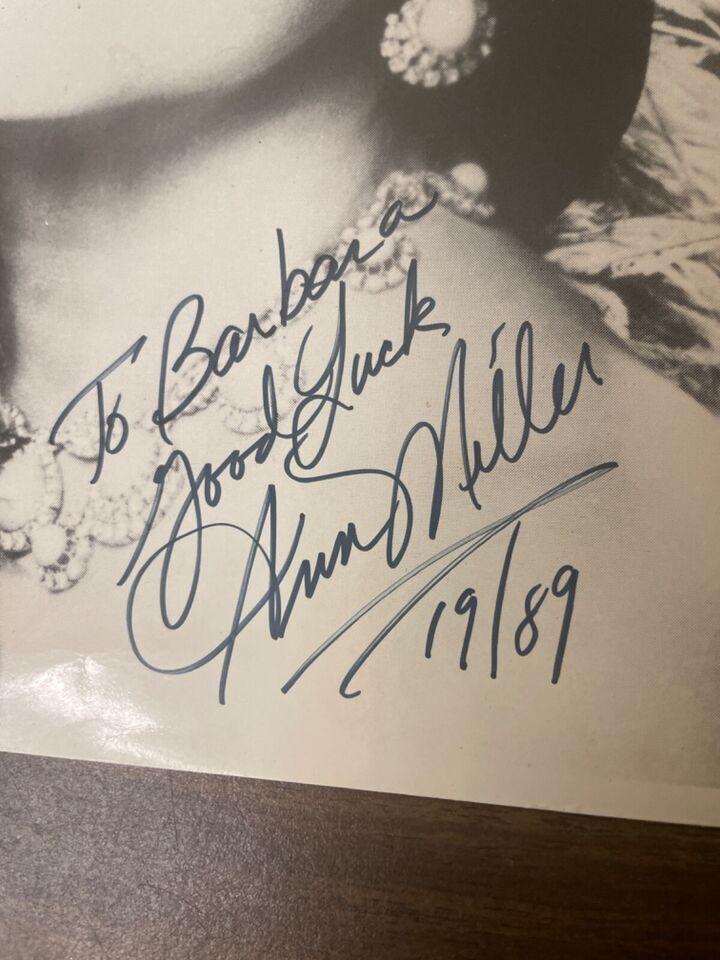 To Barbara
Good Luck
Ann Miller
19/89